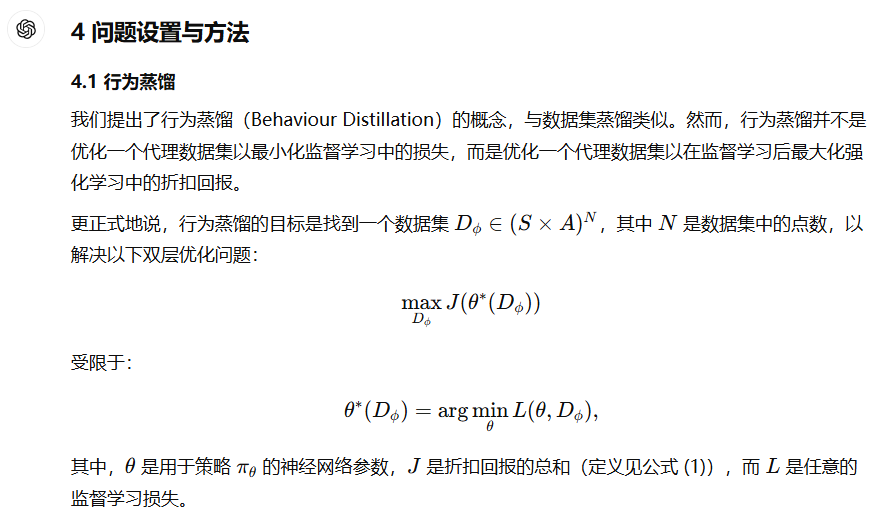 4 问题设置与方法
4.1 行为蒸馏
我们提出了行为蒸馏（Behaviour Distillation）的概念，与数据集蒸馏类似。然而，行为蒸馏并不是
优化一个代理数据集以最小化监督学习中的损失，而是优化一个代理数据集以在监督学习后最大化强
化学习中的折扣回报。
更正式地说，行为蒸馏的目标是找到一个数据集 $D_\phi \in (S \times A)^N$，其中 $N$ 是数据集中的点数，以
解决以下双层优化问题：
$\max_{D_\phi} J(\theta^*(D_\phi))$
受限于：
$\theta^*(D_\phi) = \arg\min_{\theta} L(\theta, D_\phi),$
其中，$\theta$ 是用于策略 $\pi_\theta$ 的神经网络参数，$J$ 是折扣回报的总和（定义见公式 (1)），而 $L$ 是任意的
监督学习损失。